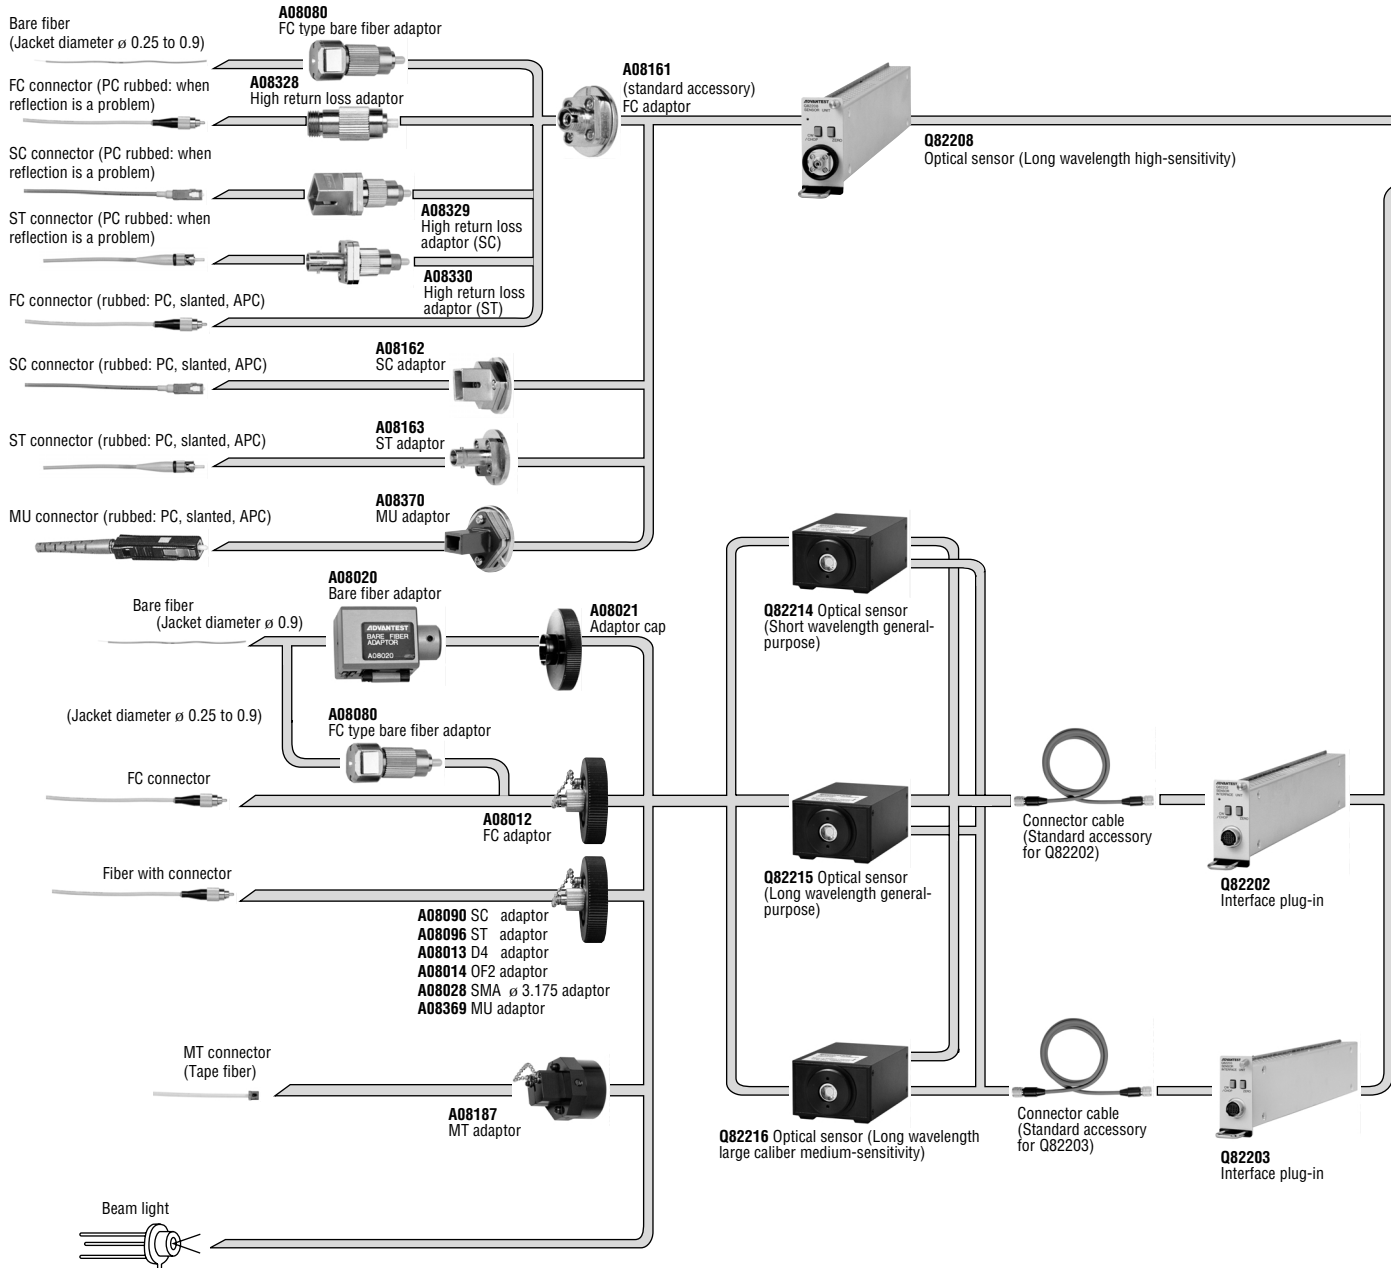 Bare fiber
(Jacket diameter ø 0.25 to 0.9)
A08080
FC type bare fiber adaptor
FC connector (PC rubbed: when
reflection is a problem)
A08328
High return loss adaptor
A08161
(standard accessory)
FC adaptor
ADVANTEST
Q82208
Optical sensor (Long wavelength high-sensitivity)
SC connector (PC rubbed: when
reflection is a problem)
A08329
High return loss
adaptor (SC)
ST connector (PC rubbed: when
reflection is a problem)
A08330
High return loss
adaptor (ST)
FC connector (rubbed: PC, slanted, APC)
SC connector (rubbed: PC, slanted, APC)
A08162
SC adaptor
ST connector (rubbed: PC, slanted, APC)
A08163
ST adaptor
MU connector (rubbed: PC, slanted, APC)
A08370
MU adaptor
Bare fiber
(Jacket diameter ø 0.9)
A08020
Bare fiber adaptor
ADVANTEST
BARE FIBER
ADAPTOR
A08020
A08021
Adaptor cap
Q82214 Optical sensor
(Short wavelength general-
purpose)
(Jacket diameter ø 0.25 to 0.9)
A08080
FC type bare fiber adaptor
FC connector
A08012
FC adaptor
Q82215 Optical sensor
(Long wavelength general-
purpose)
Connector cable
(Standard accessory
for Q82202)
ADVANTEST
Q82202
Interface plug-in
Fiber with connector
A08090 SC adaptor
A08096 ST adaptor
A08013 D4 adaptor
A08014 OF2 adaptor
A08028 SMA ø 3.175 adaptor
A08369 MU adaptor
MT connector
(Tape fiber)
A08187
MT adaptor
Q82216 Optical sensor (Long wavelength
large caliber medium-sensitivity)
Connector cable
(Standard accessory
for Q82203)
ADVANTEST
Q82203
Interface plug-in
Beam light